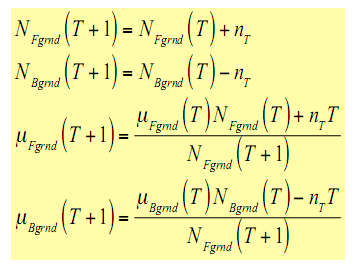 N_Fgrnd (T + 1) = N_Fgrnd (T) + n_T
N_Bgrnd (T + 1) = N_Bgrnd (T) − n_T
μ_Fgrnd (T + 1) = (μ_Fgrnd (T) N_Fgrnd (T) + n_T T) / N_Fgrnd (T + 1)
μ_Bgrnd (T + 1) = (μ_Bgrnd (T) N_Bgrnd (T) − n_T T) / N_Fgrnd (T + 1)